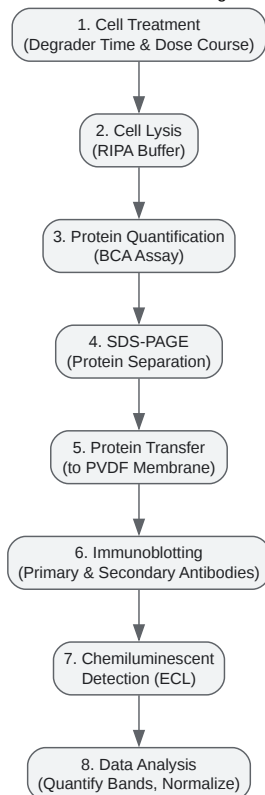 1. Cell Treatment
(Degrader Time & Dose Course)
2. Cell Lysis
(RIPA Buffer)
3. Protein Quantification
(BCA Assay)
4. SDS-PAGE
(Protein Separation)
5. Protein Transfer
(to PVDF Membrane)
6. Immunoblotting
(Primary & Secondary Antibodies)
7. Chemiluminescent
Detection (ECL)
8. Data Analysis
(Quantify Bands, Normalize)